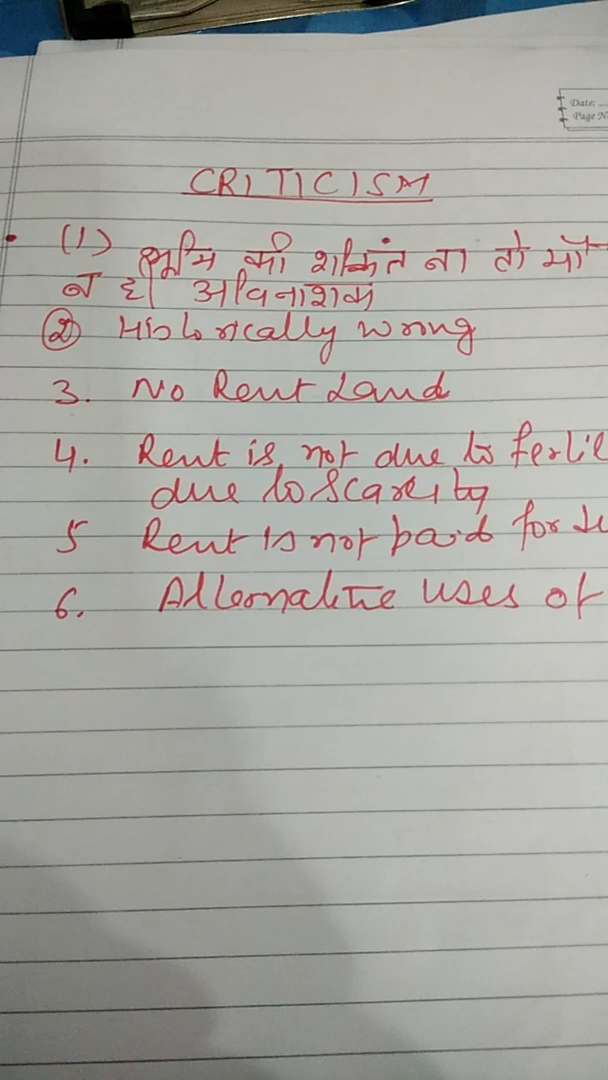 Date:
Page N
CRITICISM
(1) भूमि की शक्ति ना तो मौ
न ही अविनाशक
(2) Historically wrong
3. No Rent Land
4. Rent is not due to fertil
due to Scarcity
5 Rent is not paid for
6. Alternative uses of